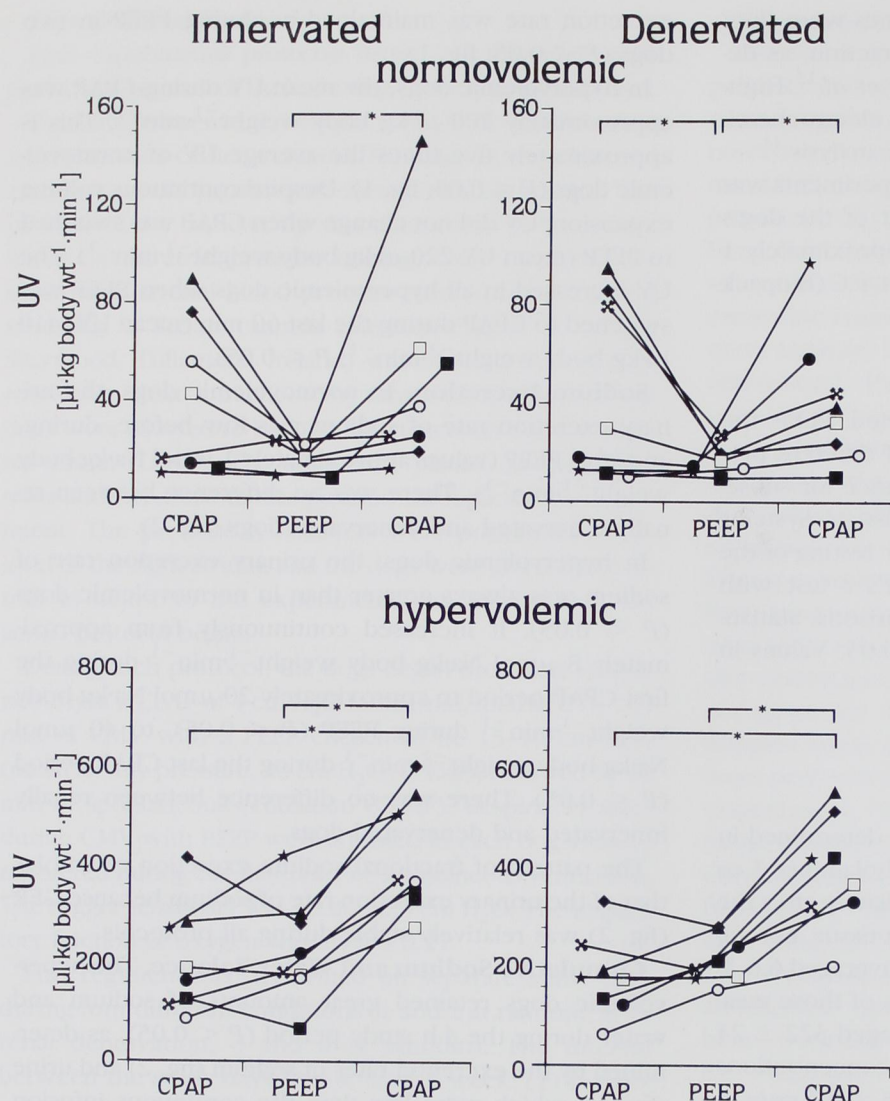 Innervated
Denervated
normovolemic
160
120
80
40
0
UV
[µl·kg body wt⁻¹·min⁻¹]
*
CPAP
PEEP
CPAP
160
120
80
40
0
*
*
CPAP
PEEP
CPAP
hypervolemic
800
600
400
200
0
UV
[µl·kg body wt⁻¹·min⁻¹]
*
*
CPAP
PEEP
CPAP
800
600
400
200
0
*
*
CPAP
PEEP
CPAP